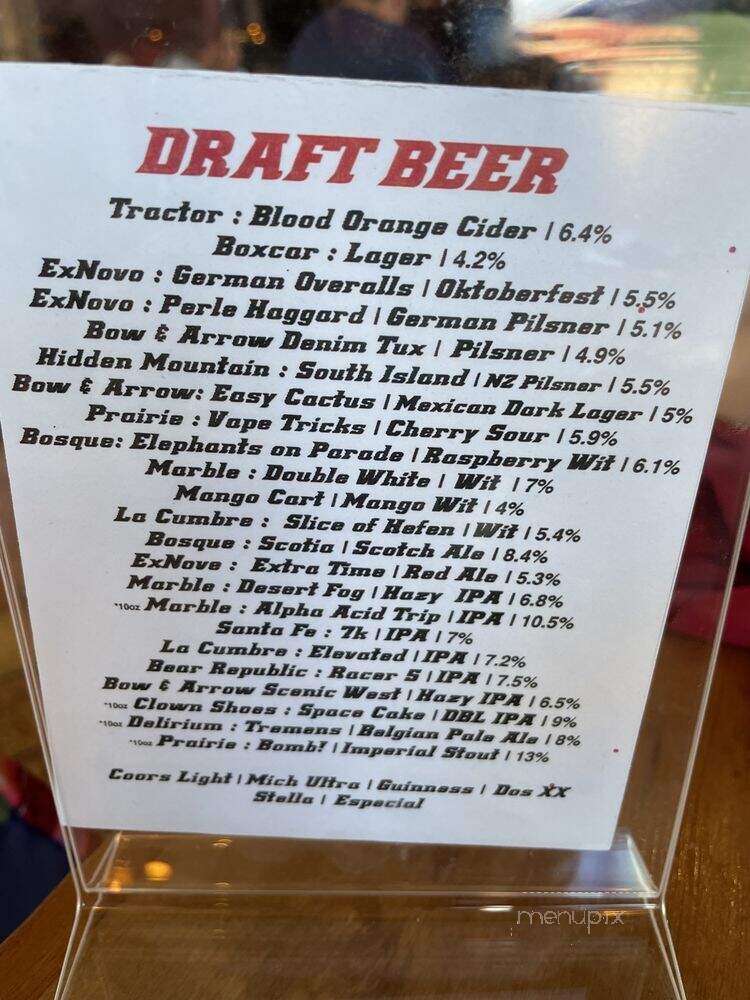 DRAFT BEER
Tractor : Blood Orange Cider | 6.4%
Boxcar : Lager | 4.2%
ExNovo : German Overalls | Oktoberfest | 5.5%
ExNovo : Perle Haggard | German Pilsner | 5.1%
Bow & Arrow Denim Tux | Pilsner | 4.9%
Hidden Mountain : South Island | NZ Pilsner | 5.5%
Bow & Arrow: Easy Cactus | Mexican Dark Lager | 5%
Prairie : Vape Tricks | Cherry Sour | 5.9%
Bosque: Elephants on Parade | Raspberry Wit | 6.1%
Marble : Double White | Wit | 7%
Mango Cart | Mango Wit | 4%
La Cumbre : Slice of Hefen | Wit | 5.4%
Bosque : Scotia | Scotch Ale | 8.4%
ExNove : Extra Time | Red Ale | 5.3%
Marble : Desert Fog | Hazy IPA | 6.8%
*10oz Marble : Alpha Acid Trip | IPA | 10.5%
Santa Fe : 7k | IPA | 7%
La Cumbre : Elevated | IPA | 7.2%
Bear Republic : Racer 5 | IPA | 7.5%
Bow & Arrow Scenic West | Hazy IPA | 6.5%
*10oz Clown Shoes : Space Cake | DBL IPA | 9%
*10oz Delirium : Tremens | Belgian Pale Ale | 8%
*10oz Prairie : Bomb! | Imperial Stout | 13%
Coors Light | Mich Ultra | Guinness | Dos XX
Stella | Especial
menupix